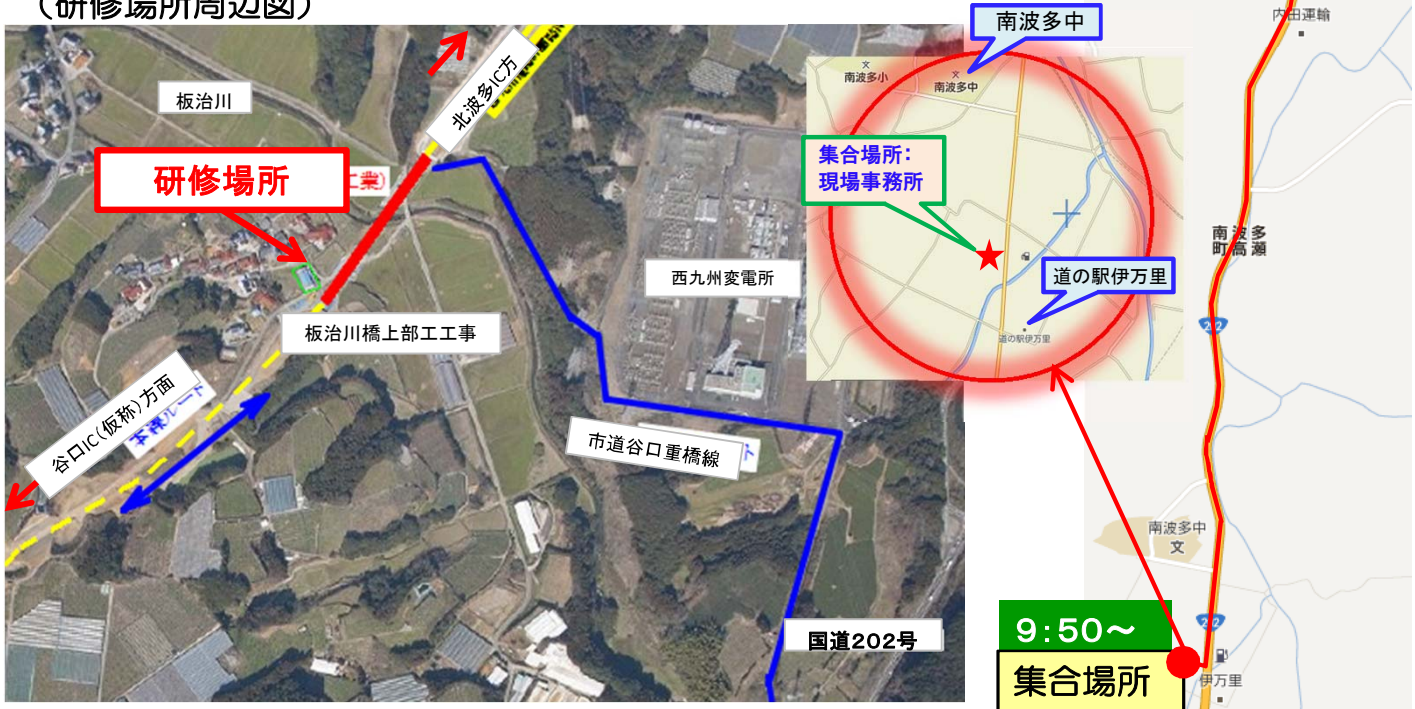 （研修場所周辺図）
板治川
北波多IC方
研修場所
工業）
西九州変電所
板治川橋上部工工事
谷口IC（仮称）方面
市道谷口重橋線
国道202号
南波多中
南波多小
南波多中
集合場所：
現場事務所
道の駅伊万里
道の駅伊万里
内田運輸
南波多
町高瀬
202
南波多中
文
202
伊万里
9:50～
集合場所